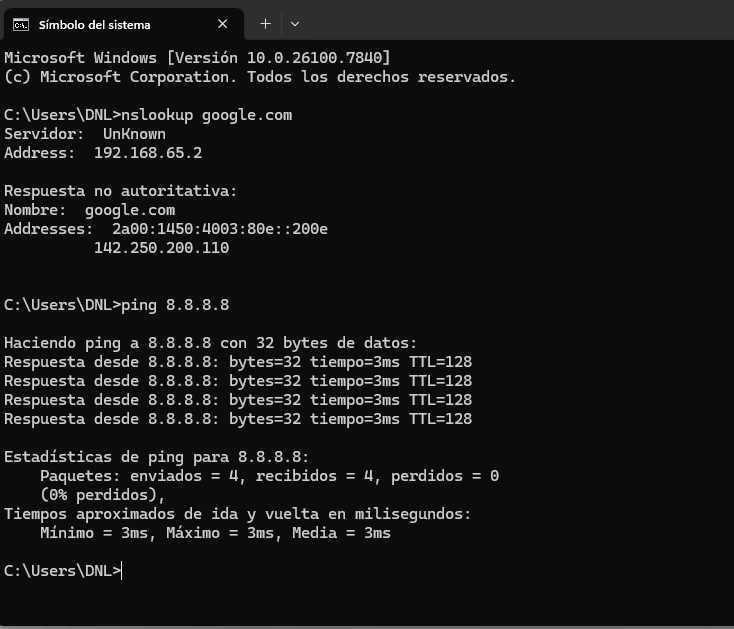 Símbolo del sistema
Microsoft Windows [Versión 10.0.26100.7840]
(c) Microsoft Corporation. Todos los derechos reservados.
C:\Users\DNL>nslookup google.com
Servidor:  UnKnown
Address:  192.168.65.2
Respuesta no autoritativa:
Nombre:  google.com
Addresses:  2a00:1450:4003:80e::200e
          142.250.200.110
C:\Users\DNL>ping 8.8.8.8
Haciendo ping a 8.8.8.8 con 32 bytes de datos:
Respuesta desde 8.8.8.8: bytes=32 tiempo=3ms TTL=128
Respuesta desde 8.8.8.8: bytes=32 tiempo=3ms TTL=128
Respuesta desde 8.8.8.8: bytes=32 tiempo=3ms TTL=128
Respuesta desde 8.8.8.8: bytes=32 tiempo=3ms TTL=128
Estadísticas de ping para 8.8.8.8:
    Paquetes: enviados = 4, recibidos = 4, perdidos = 0
    (0% perdidos),
Tiempos aproximados de ida y vuelta en milisegundos:
    Mínimo = 3ms, Máximo = 3ms, Media = 3ms
C:\Users\DNL>